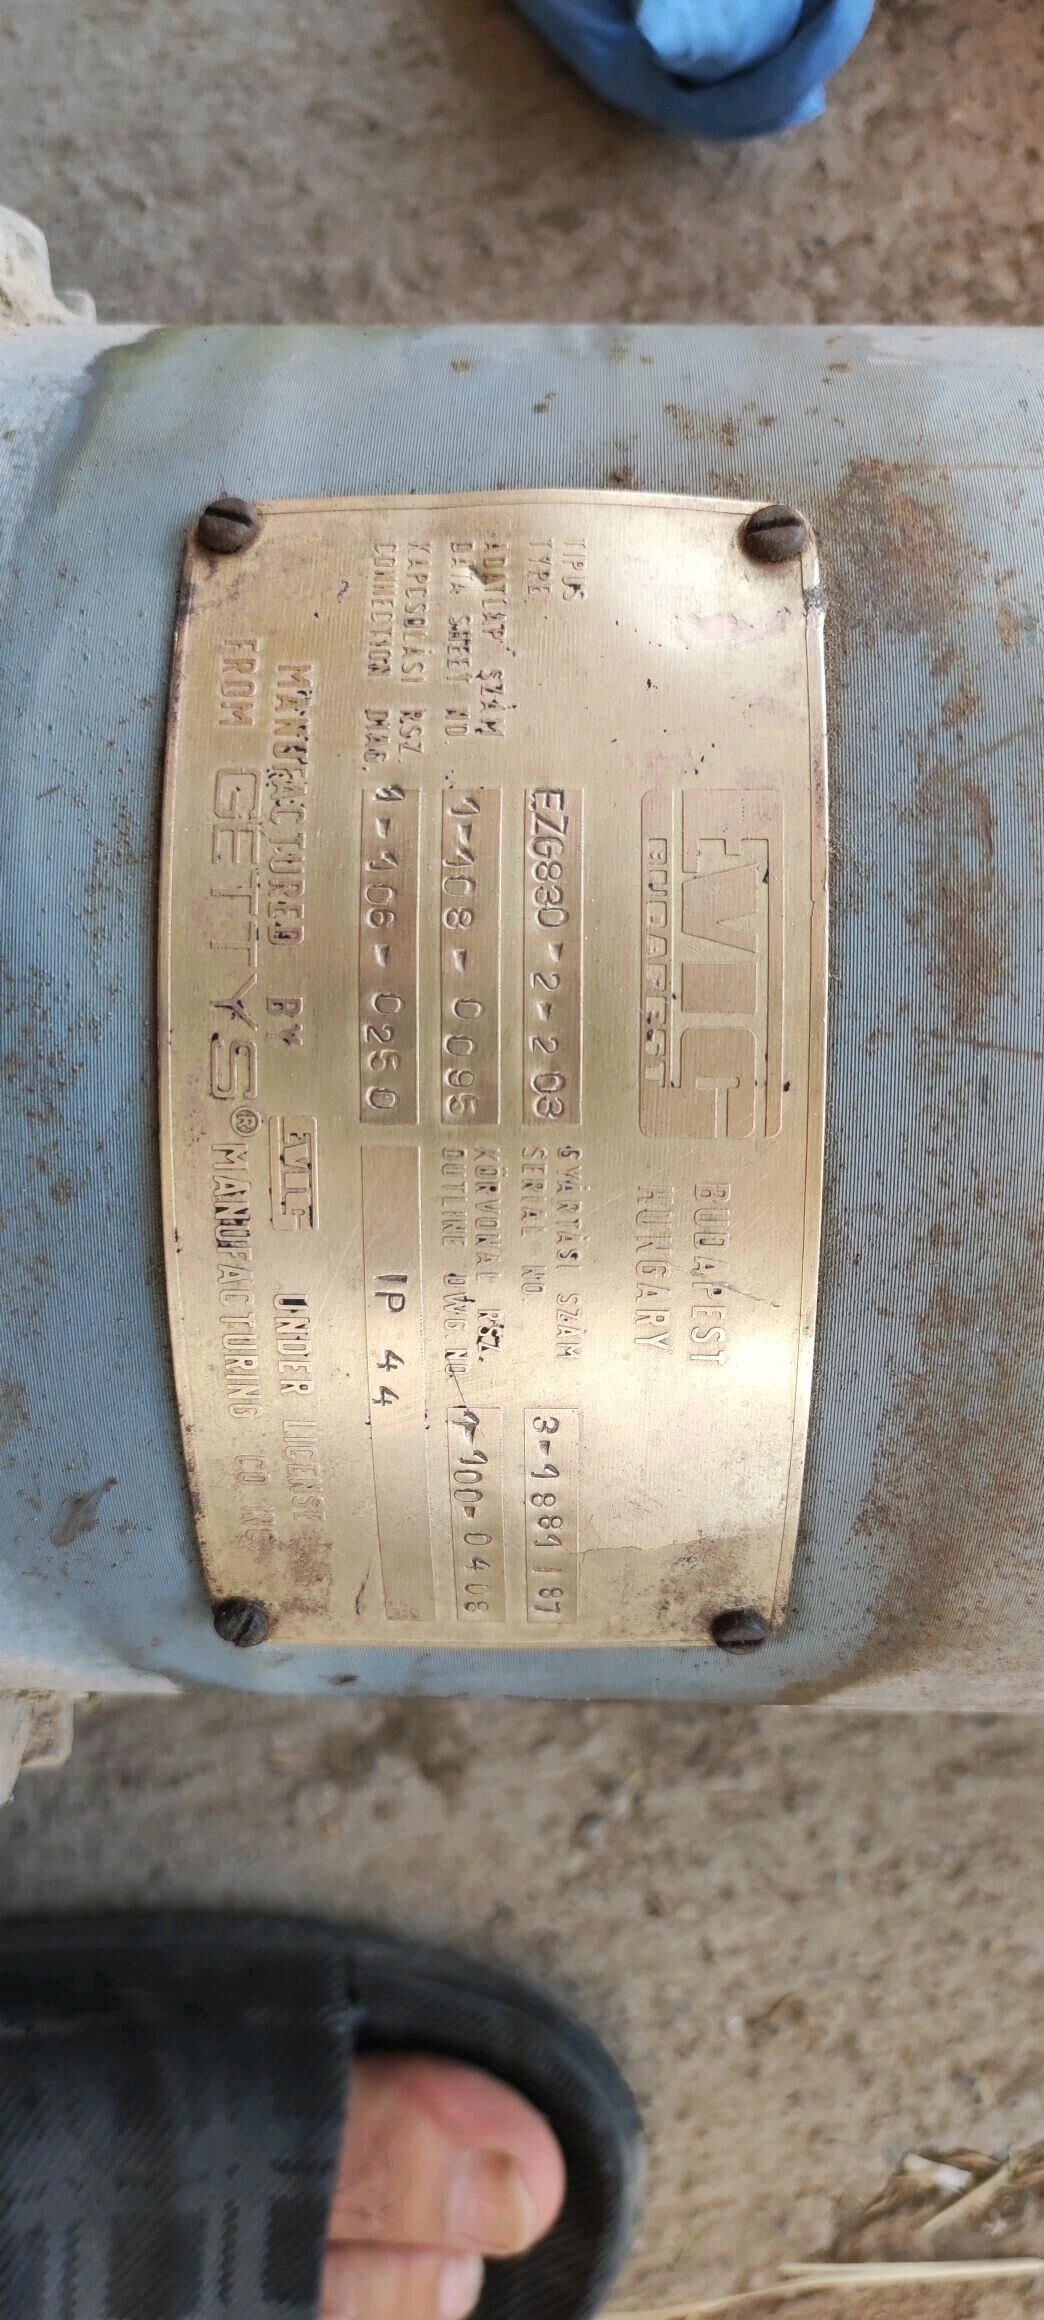 EVIG
BUDAPEST
BUDAPEST
HUNGARY
TIPUS
TYPE
EZG830-2-203
GYÁRTÁSI SZÁM
SERIAL NO.
3-1881/87
ADATLAP SZÁM
DATA SHEET NO.
1-108-0095
KÖRVONAL RSZ.
OUTLINE DWG.NO.
1-100-0408
KAPCSOLÁSI RSZ.
CONNECTION DIAG.
1-106-0250
IP 44
MANUFACTURED BY EVIG UNDER LICENSE
FROM GETTYS® MANUFACTURING CO INC